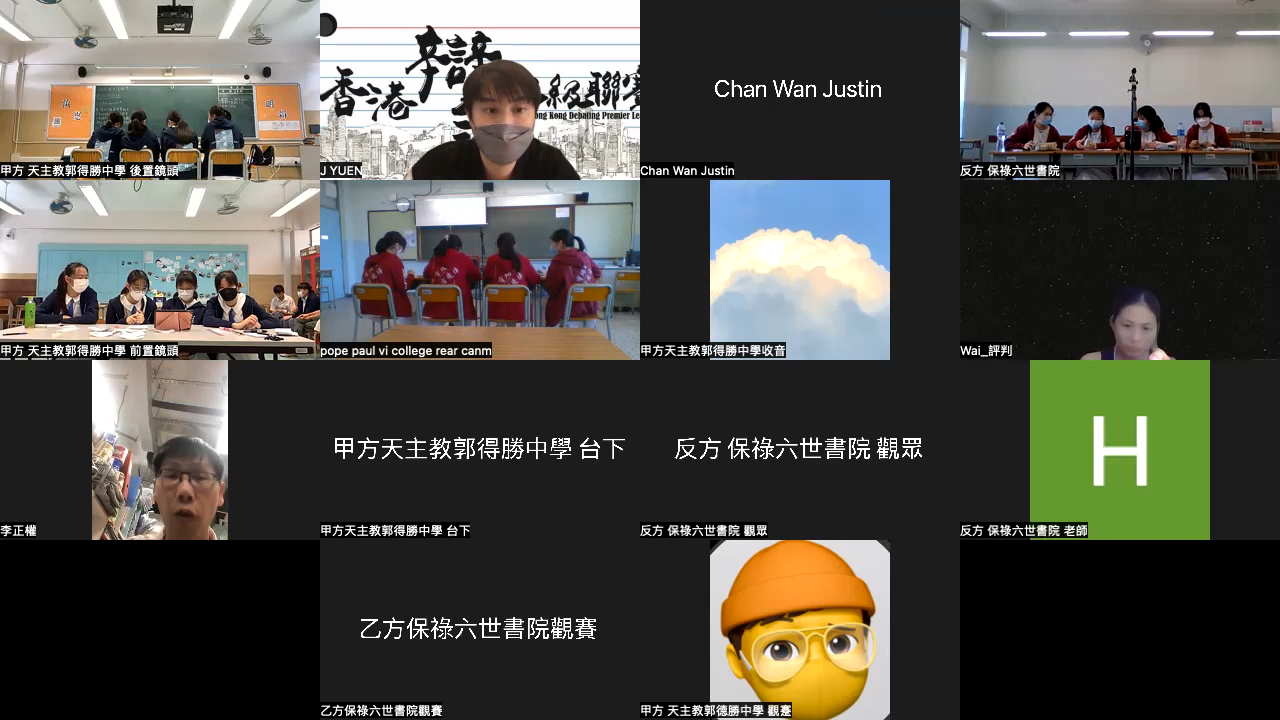 甲方 天主教郭得勝中學 後置鏡頭
香港辯
級聯賽
ong Kong Debating Premier Le
J YUEN
Chan Wan Justin
Chan Wan Justin
反方 保祿六世書院
甲方 天主教郭得勝中學 前置鏡頭
pope paul vi college rear canm
甲方天主教郭得勝中學收音
Wai_評判
李正權
甲方天主教郭得勝中學 台下
甲方天主教郭得勝中學 台下
反方 保祿六世書院 觀眾
反方 保祿六世書院 觀眾
H
反方 保祿六世書院 老師
乙方保祿六世書院觀賽
乙方保祿六世書院觀賽
甲方 天主教郭德勝中學 觀塞